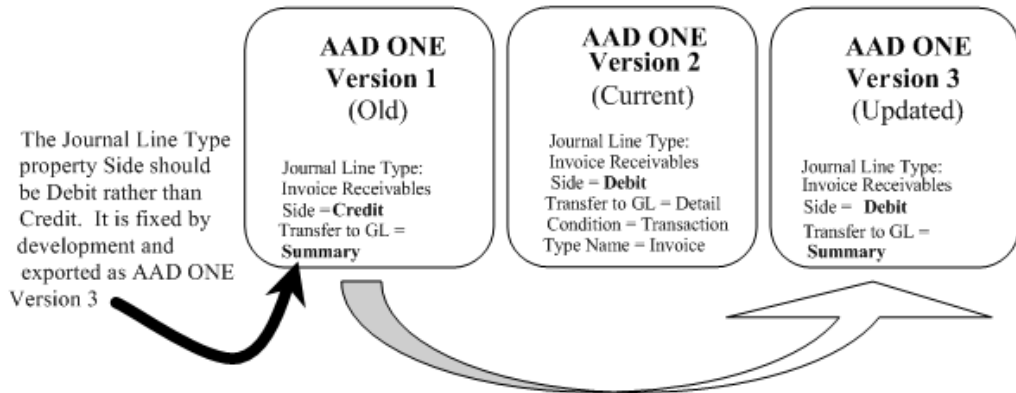 The Journal Line Type
property Side should
be Debit rather than
Credit. It is fixed by
development and
exported as AAD ONE
Version 3
AAD ONE
Version 1
(Old)
Journal Line Type:
Invoice Receivables
Side = Credit
Transfer to GL =
Summary
AAD ONE
Version 2
(Current)
Journal Line Type:
Invoice Receivables
Side = Debit
Transfer to GL = Detail
Condition = Transaction
Type Name = Invoice
AAD ONE
Version 3
(Updated)
Journal Line Type:
Invoice Receivables
Side = Debit
Transfer to GL =
Summary